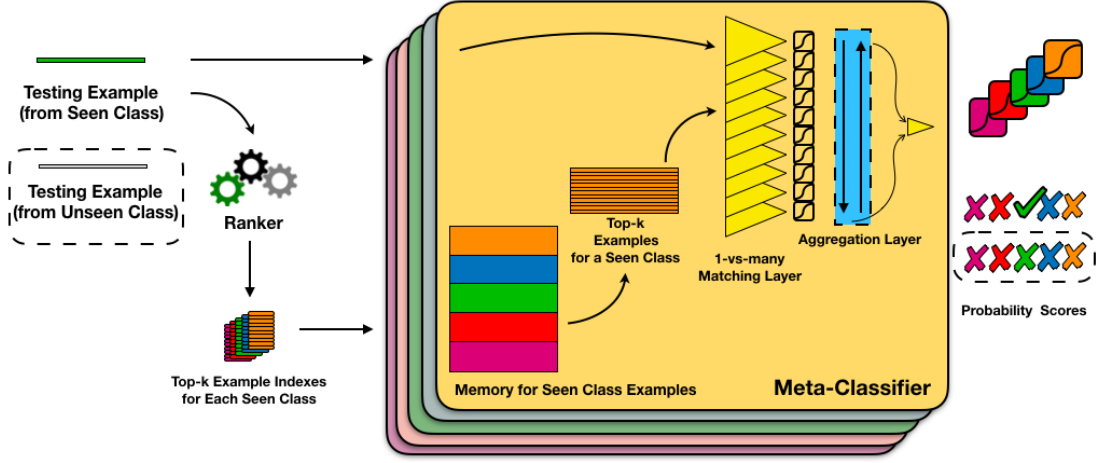 Testing Example
(from Seen Class)
Testing Example
(from Unseen Class)
Ranker
Top-k Example Indexes
for Each Seen Class
Memory for Seen Class Examples
Top-k
Examples
for a Seen Class
1-vs-many
Matching Layer
Aggregation Layer
Meta-Classifier
Probability Scores